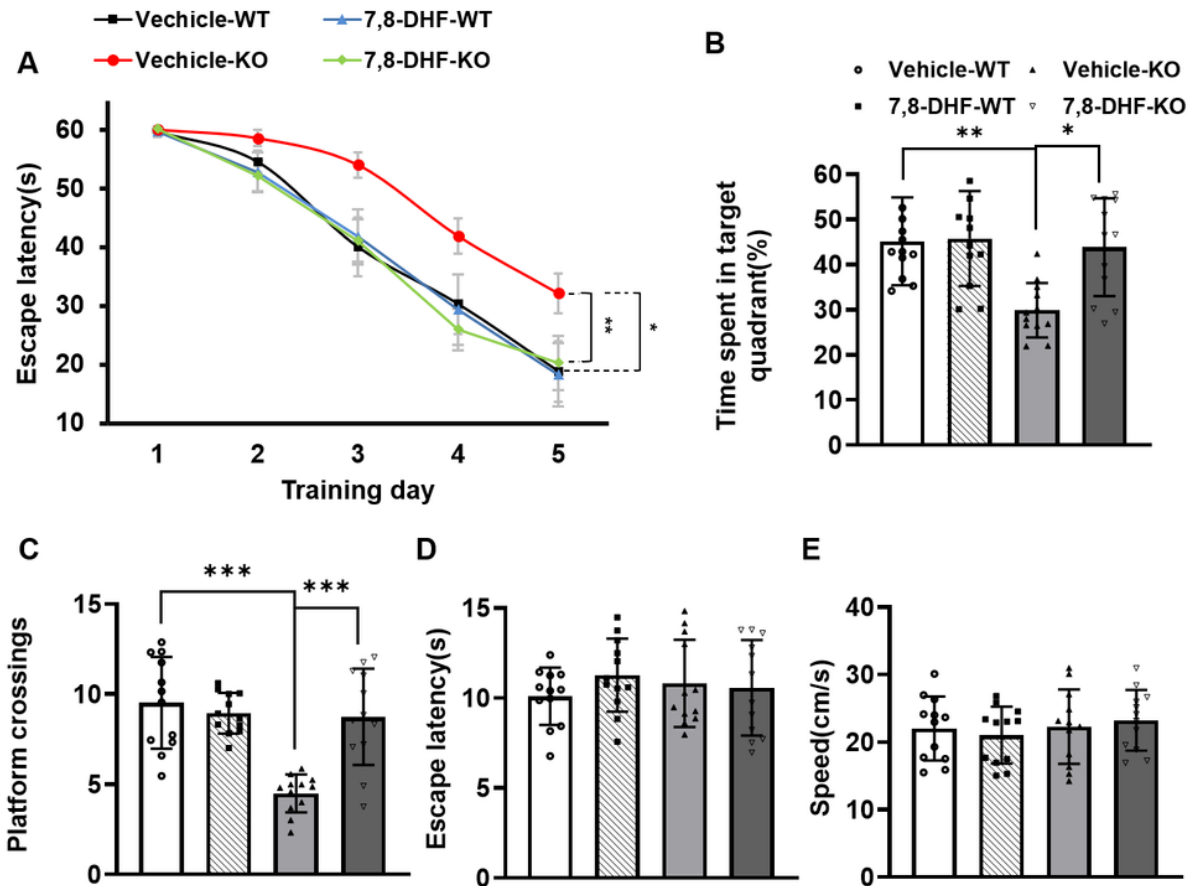 Vechicle-WT 7,8-DHF-WT
Vechicle-KO 7,8-DHF-KO
A
Escape latency(s)
60
50
40
30
20
10
1 2 3 4 5
Training day
**
*
B
Vehicle-WT Vehicle-KO
7,8-DHF-WT 7,8-DHF-KO
** *
Time spent in target
quadrant(%)
60
50
40
30
20
10
0
C
*** ***
Platform crossings
15
10
5
0
D
Escape latency(s)
15
10
5
0
E
Speed(cm/s)
40
30
20
10
0